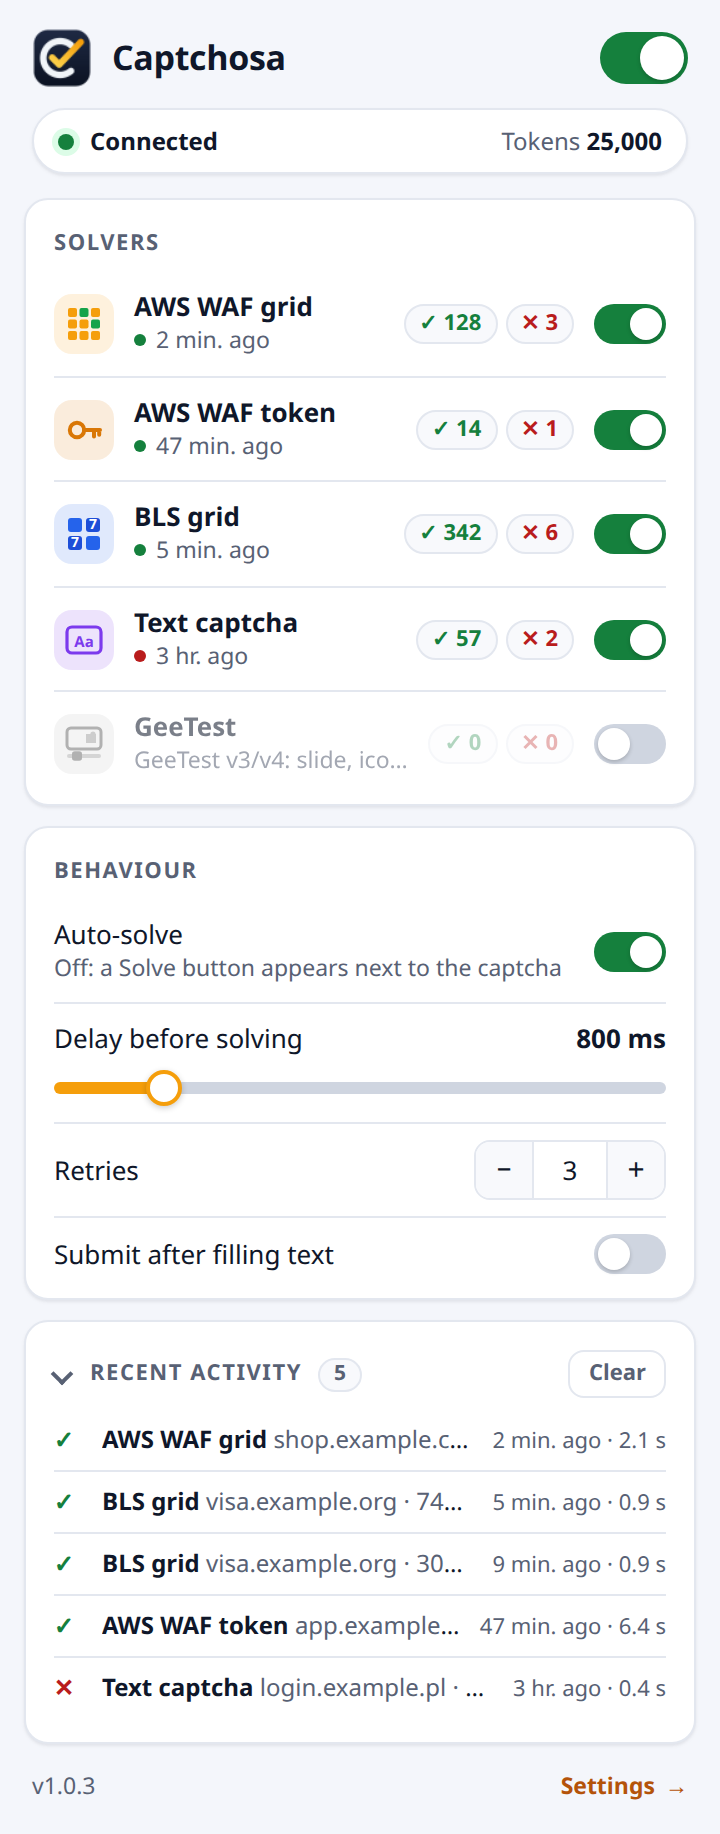 Captchosa
Connected
Tokens 25,000
SOLVERS
AWS WAF grid
2 min. ago
✓ 128
✕ 3
AWS WAF token
47 min. ago
✓ 14
✕ 1
7
7
BLS grid
5 min. ago
✓ 342
✕ 6
Aa
Text captcha
3 hr. ago
✓ 57
✕ 2
GeeTest
GeeTest v3/v4: slide, ico...
✓ 0
✕ 0
BEHAVIOUR
Auto-solve
Off: a Solve button appears next to the captcha
Delay before solving
800 ms
Retries
− 3 +
Submit after filling text
RECENT ACTIVITY 5
Clear
✓ AWS WAF grid shop.example.c... 2 min. ago · 2.1 s
✓ BLS grid visa.example.org · 74... 5 min. ago · 0.9 s
✓ BLS grid visa.example.org · 30... 9 min. ago · 0.9 s
✓ AWS WAF token app.example... 47 min. ago · 6.4 s
✕ Text captcha login.example.pl · ... 3 hr. ago · 0.4 s
v1.0.3
Settings →